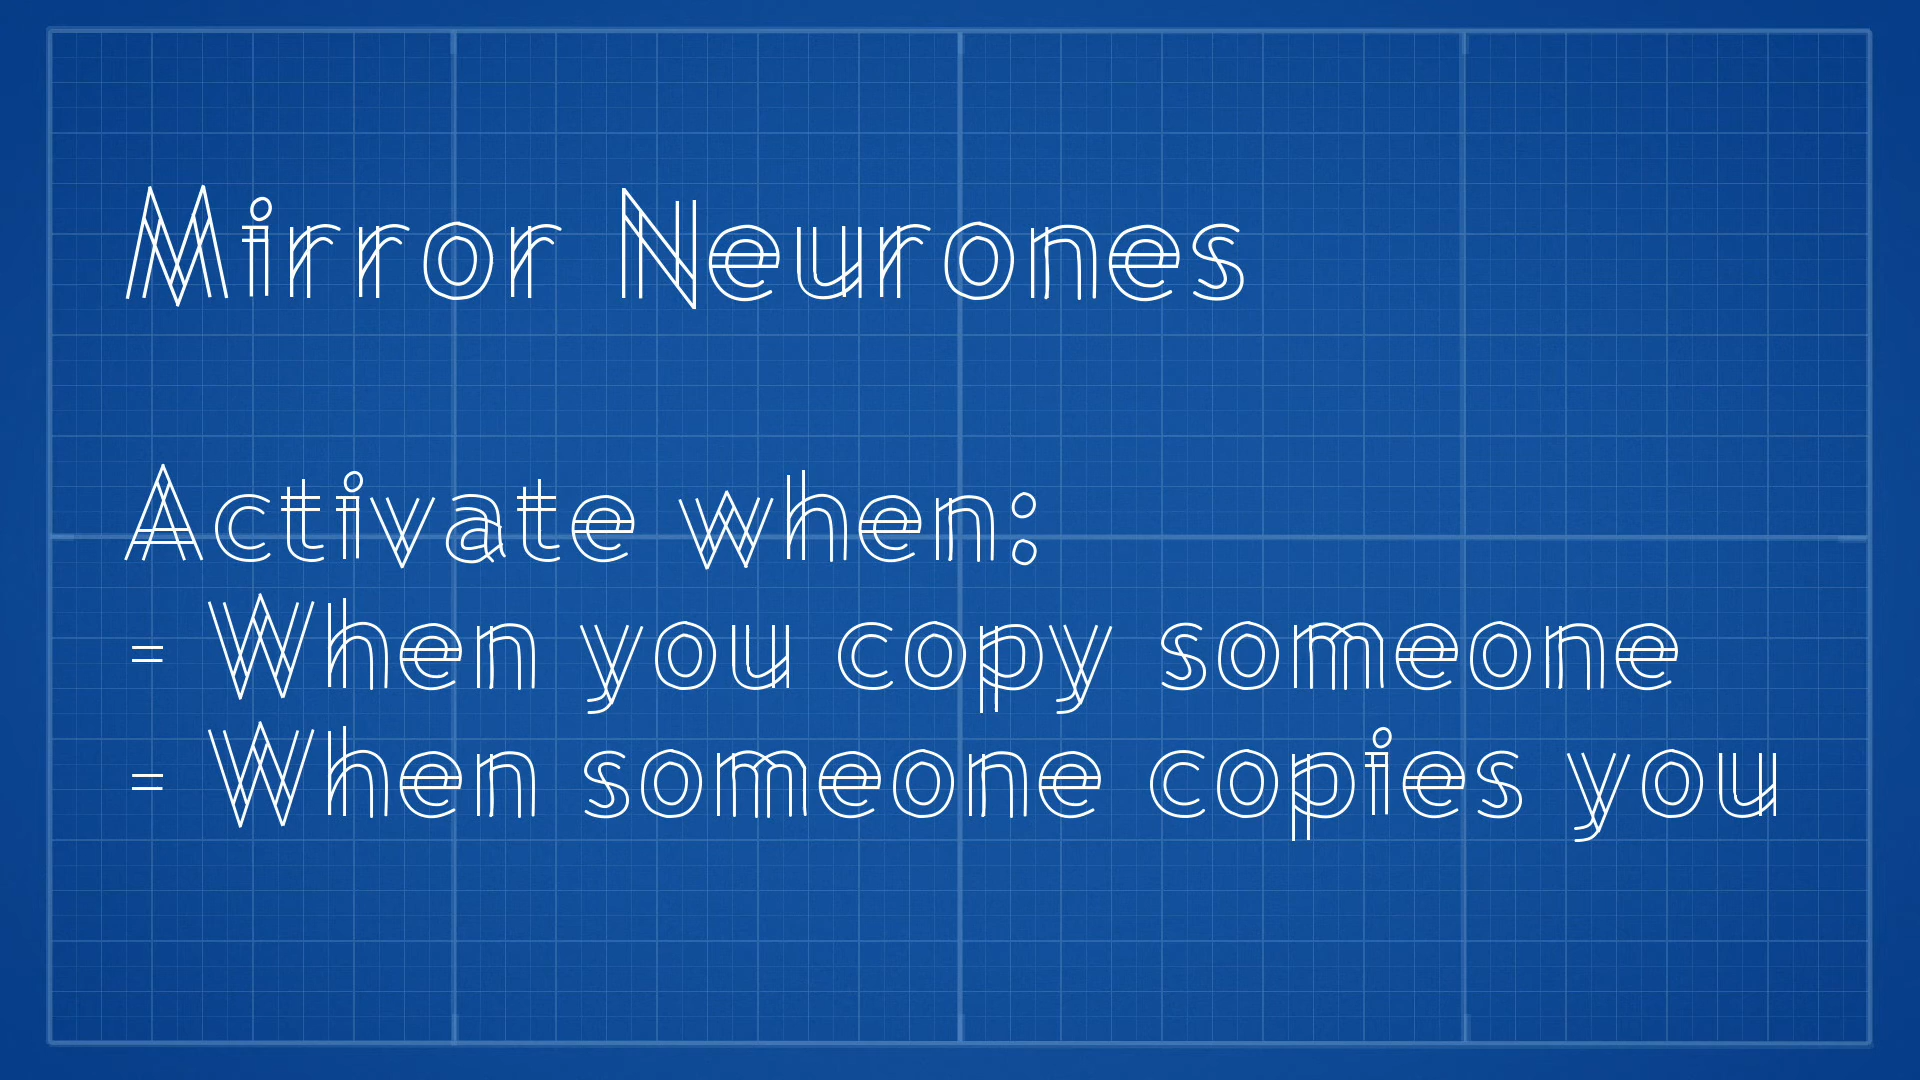 Mirror Neurones
Activate when:
= When you copy someone
= When someone copies you